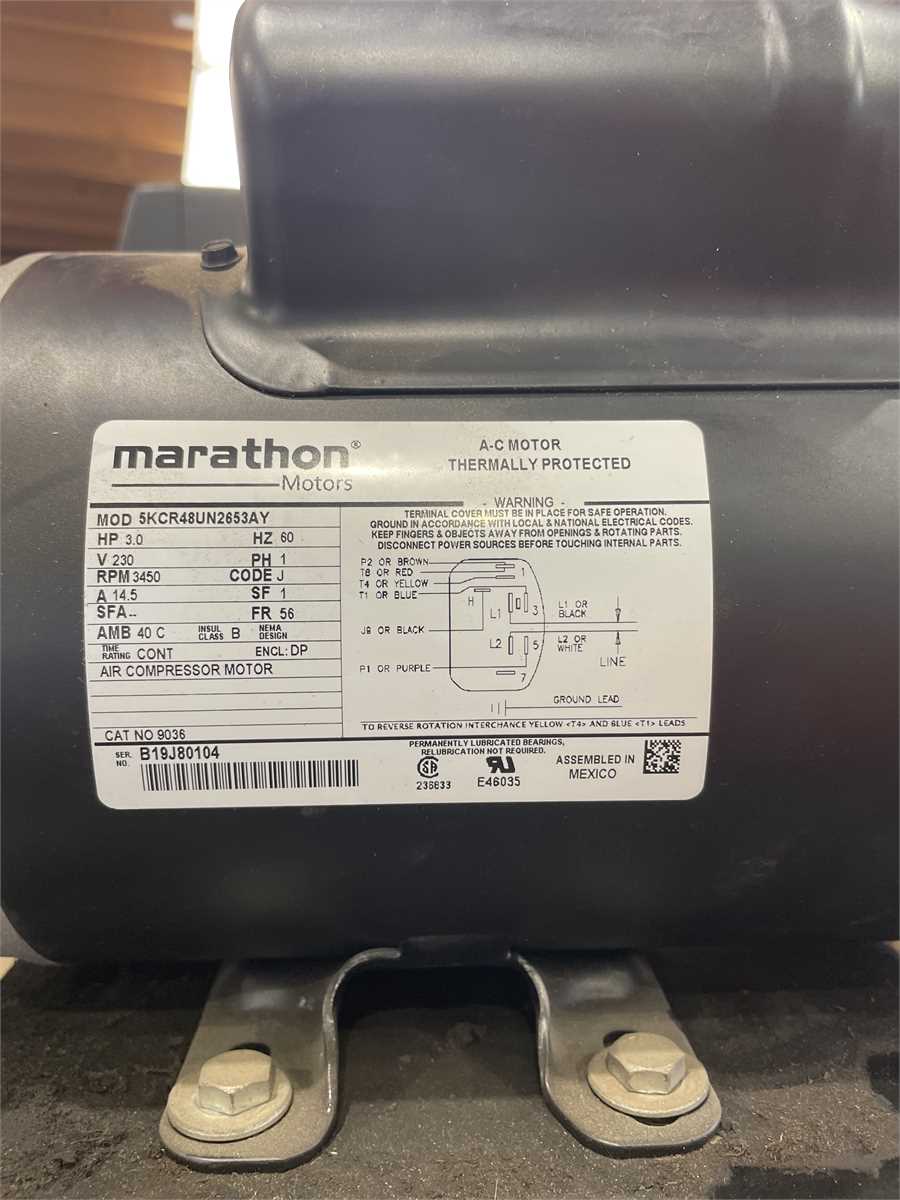 marathon®
Motors
A-C MOTOR
THERMALLY PROTECTED
MOD 5KCR48UN2653AY
HP 3.0 HZ 60
V 230 PH 1
RPM 3450 CODE J
A 14.5 SF 1
SFA-- FR 56
AMB 40 C INSUL CLASS B NEMA DESIGN
TIME RATING CONT ENCL: DP
AIR COMPRESSOR MOTOR
CAT NO 9036
- WARNING -
TERMINAL COVER MUST BE IN PLACE FOR SAFE OPERATION.
GROUND IN ACCORDANCE WITH LOCAL & NATIONAL ELECTRICAL CODES.
KEEP FINGERS & OBJECTS AWAY FROM OPENINGS & ROTATING PARTS.
DISCONNECT POWER SOURCES BEFORE TOUCHING INTERNAL PARTS.
P2 OR BROWN
T8 OR RED 1
T4 OR YELLOW
T1 OR BLUE
H L1 3 L1 OR BLACK
J9 OR BLACK
L2 5 L2 OR WHITE
LINE
P1 OR PURPLE
7
GROUND LEAD
TO REVERSE ROTATION INTERCHANGE YELLOW <T4> AND BLUE <T1> LEADS
SER. NO. B19J80104
PERMANENTLY LUBRICATED BEARINGS,
RELUBRICATION NOT REQUIRED.
236833 E46035
ASSEMBLED IN
MEXICO